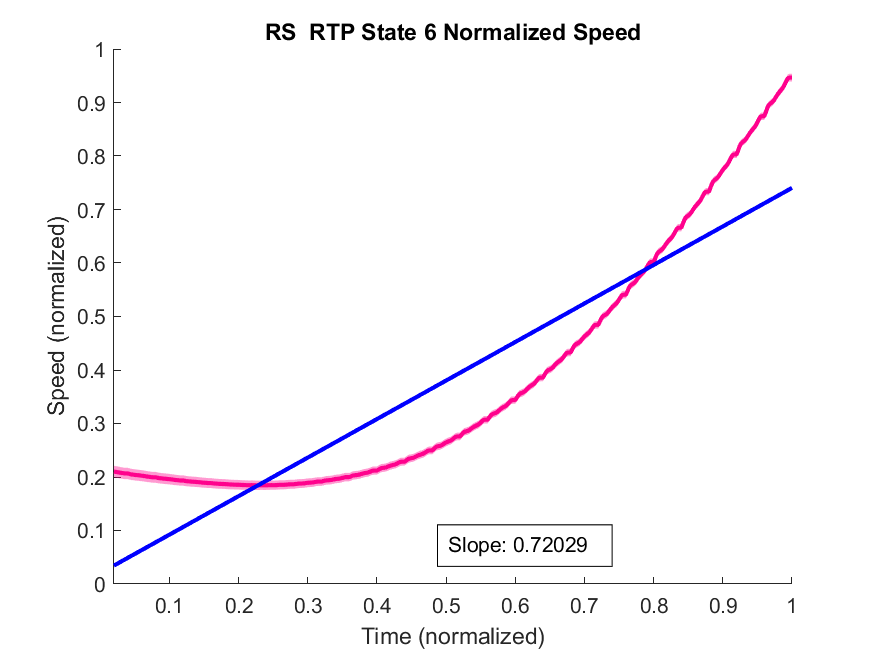 RS  RTP State 6 Normalized Speed
1
0.9
0.8
0.7
0.6
0.5
0.4
0.3
0.2
0.1
0
Speed (normalized)
Slope: 0.72029
0.1 0.2 0.3 0.4 0.5 0.6 0.7 0.8 0.9 1
Time (normalized)